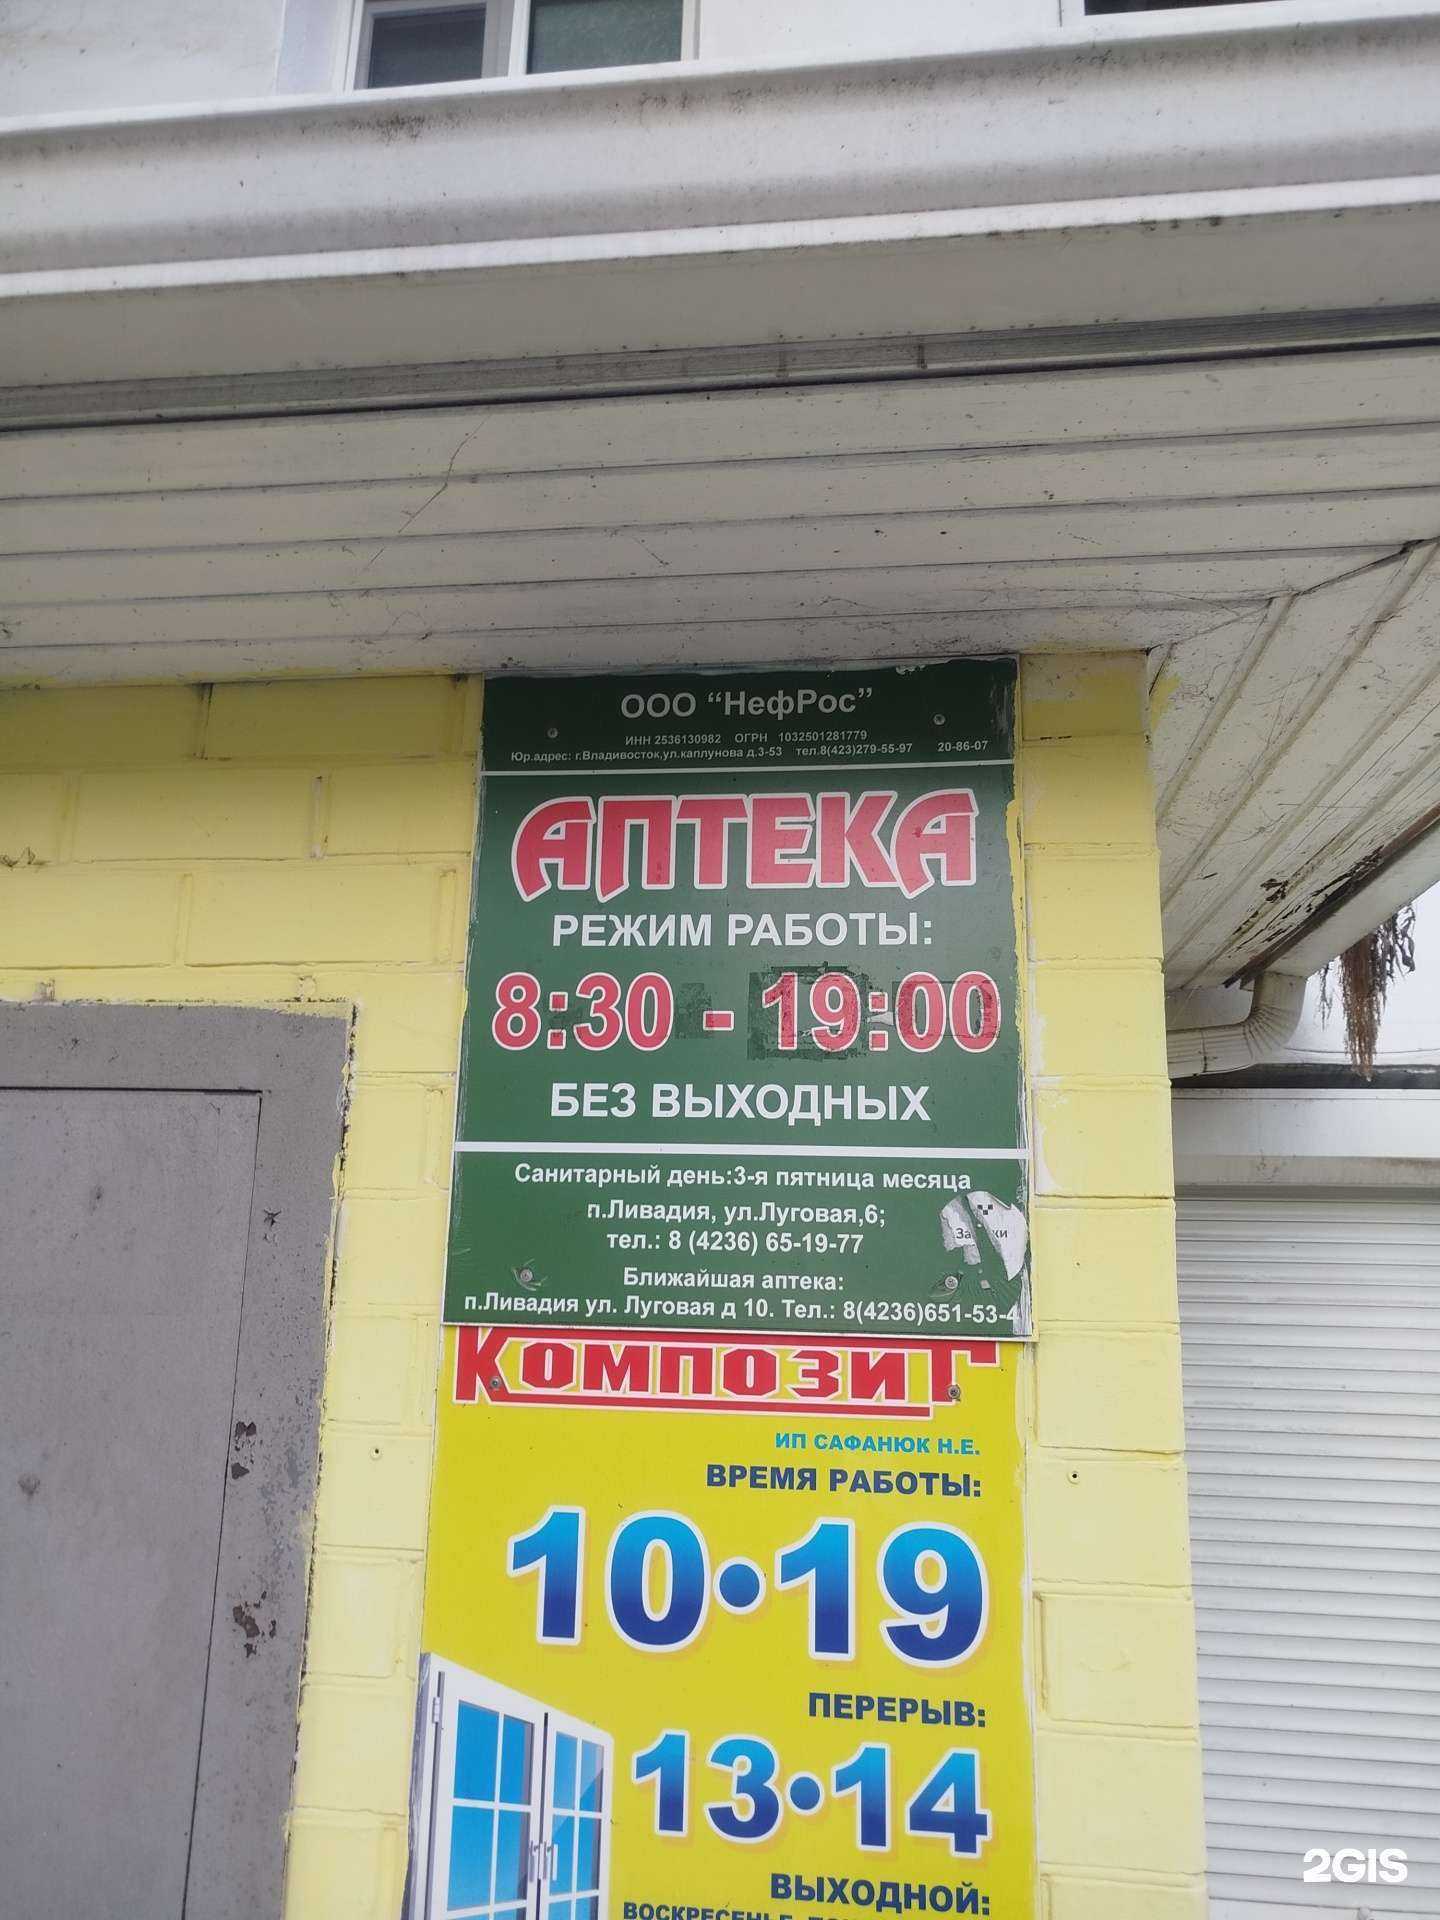 ООО “НефРос”
ИНН 2536130982 ОГРН 1032501281779
Юр.адрес: г.Владивосток,ул.каплунова д.3-53 тел.8(423)279-55-97 20-86-07
АПТЕКА
РЕЖИМ РАБОТЫ:
8:30 - 19:00
БЕЗ ВЫХОДНЫХ
Санитарный день:3-я пятница месяца
п.Ливадия, ул.Луговая,6;
тел.: 8 (4236) 65-19-77
Ближайшая аптека:
п.Ливадия ул. Луговая д 10. Тел.: 8(4236)651-53-4
КОМПОЗИТ
ИП САФАНЮК Н.Е.
ВРЕМЯ РАБОТЫ:
10•19
ПЕРЕРЫВ:
13•14
ВЫХОДНОЙ:
ВОСКРЕСЕНЬЕ,
2GIS